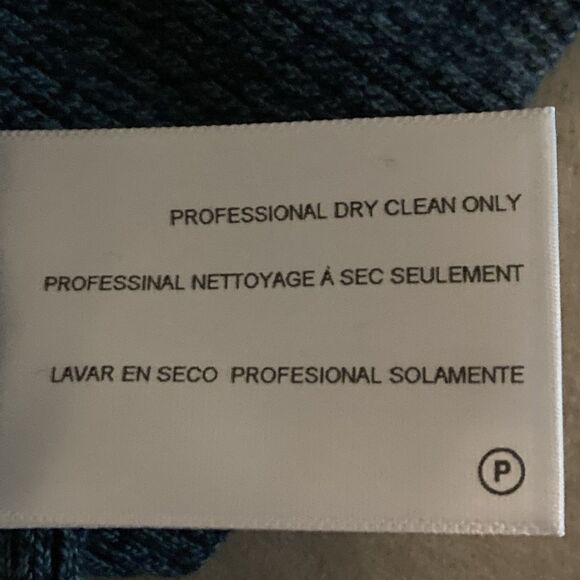 PROFESSIONAL DRY CLEAN ONLY
PROFESSINAL NETTOYAGE Á SEC SEULEMENT
LAVAR EN SECO PROFESIONAL SOLAMENTE
P